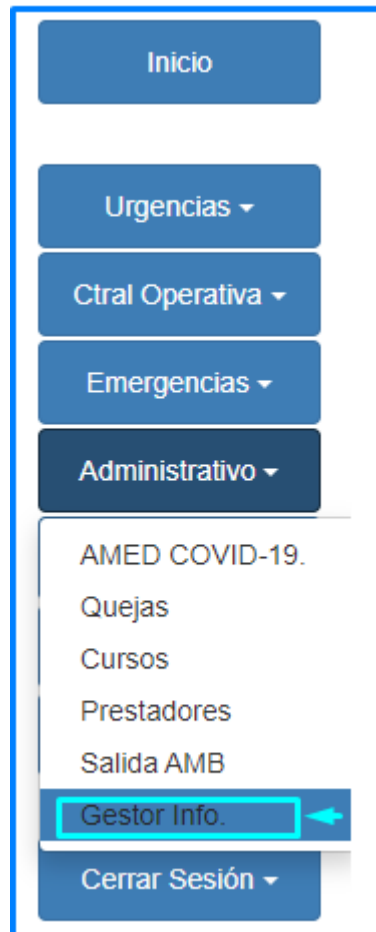 Inicio
Urgencias
Ctral Operativa
Emergencias
Administrativo
AMED COVID-19.
Quejas
Cursos
Prestadores
Salida AMB
Gestor Info.
Cerrar Sesión